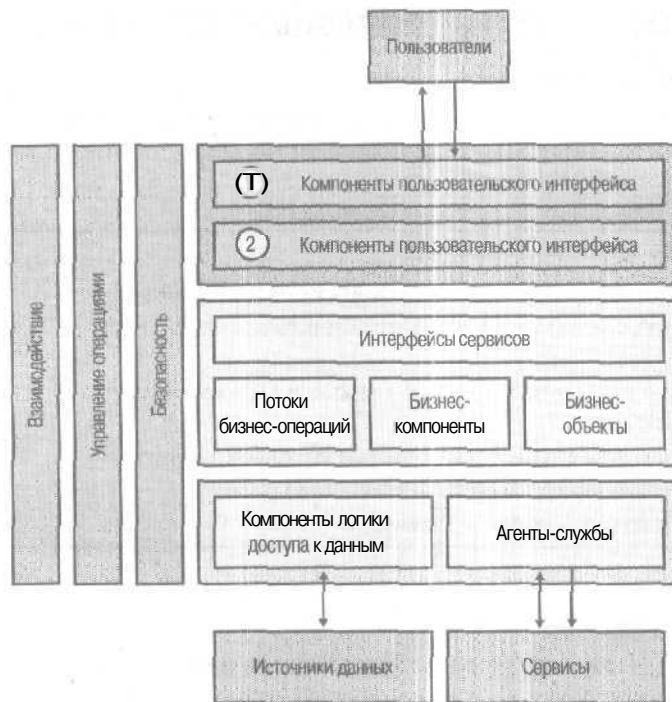 Пользователи
(T) Компоненты пользовательского интерфейса
2 Компоненты пользовательского интерфейса
Взаимодействие
Управление операциями
Безопасность
Интерфейсы сервисов
Потоки
бизнес-операций
Бизнес-
компоненты
Бизнес-
объекты
Компоненты логики
доступа к данным
Агенты-службы
Источники данных
Сервисы